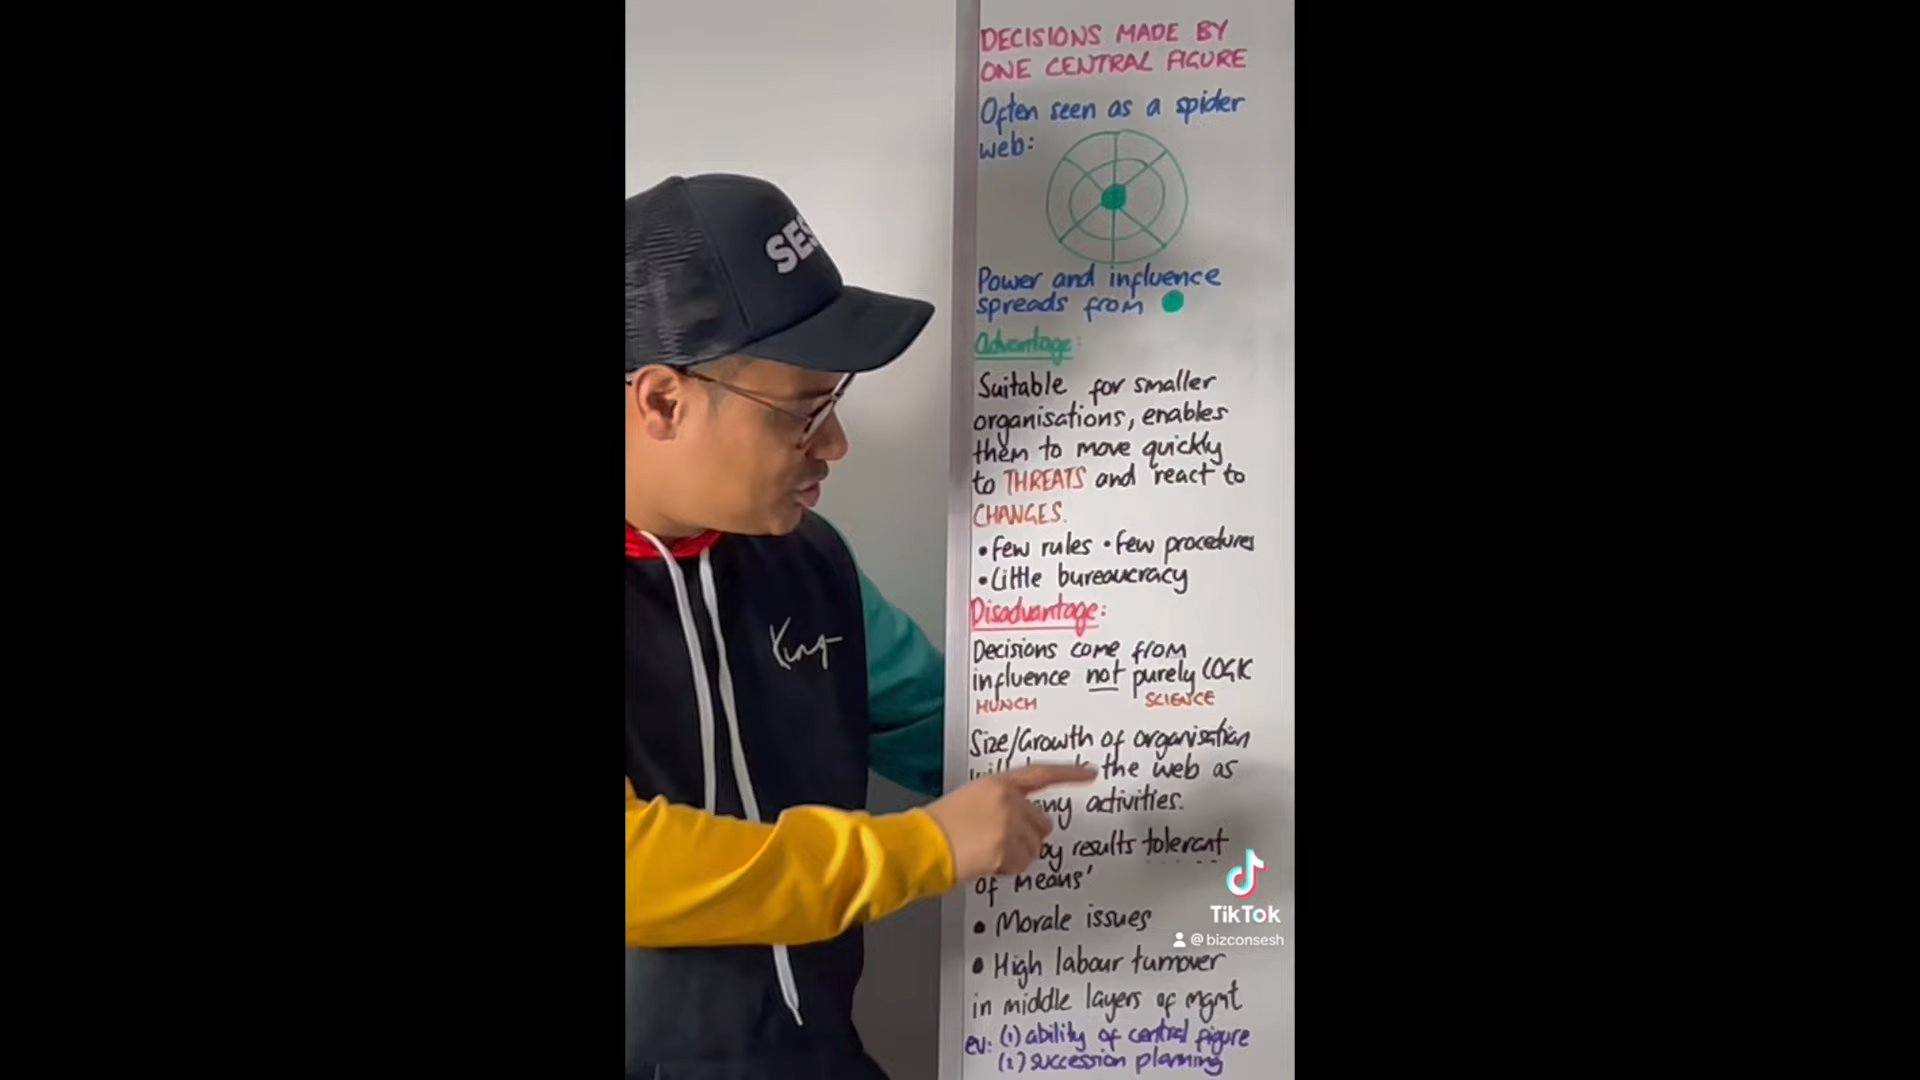 DECISIONS MADE BY
ONE CENTRAL FIGURE
Often seen as a spider
web:
Power and influence
spreads from
Advantage:
Suitable for smaller
organisations, enables
them to move quickly
to THREATS and react to
CHANGES.
• Few rules • Few procedures
• Little bureaucracy
Disadvantage:
Decisions come from
influence not purely LOGIC
HUNCH SCIENCE
Size/Growth of organisation
will the web as
activities.
by results tolerant
of means'
• Morale issues
• High labour turnover
in middle layers of mgmt
ev: (1) ability of central figure
(2) succession planning
SES
King
TikTok
@bizconsesh